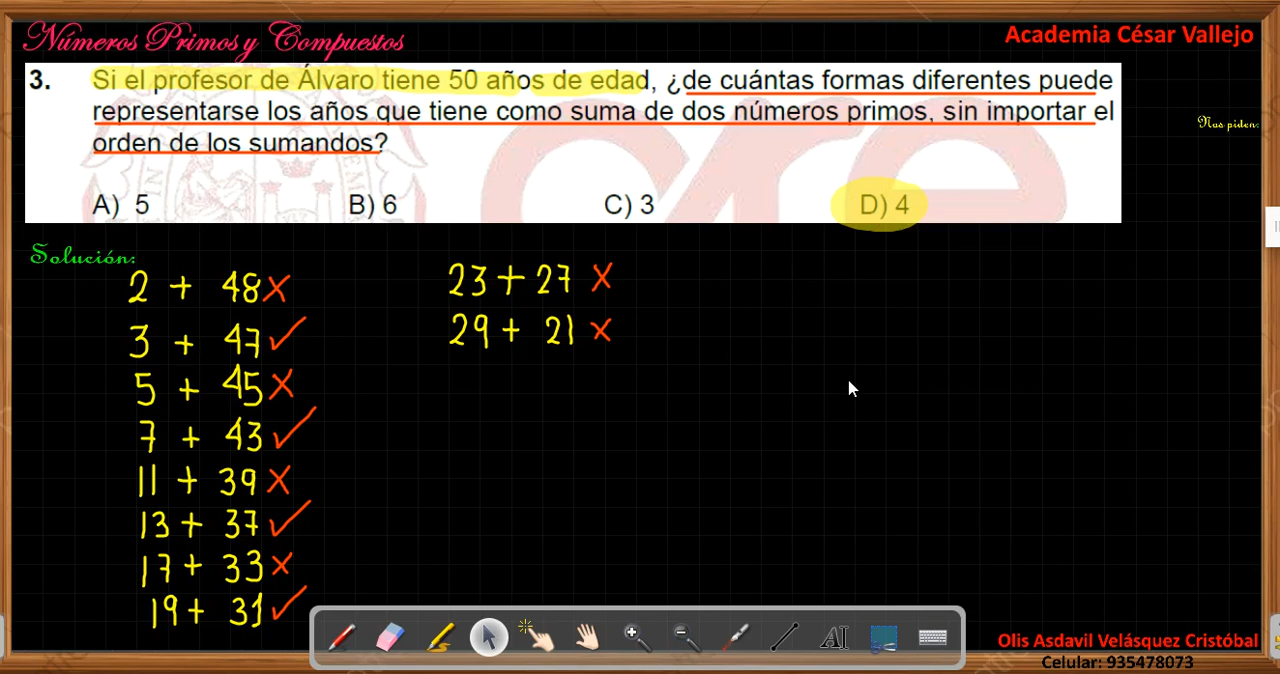 Números Primos y Compuestos
Academia César Vallejo
3. Si el profesor de Álvaro tiene 50 años de edad, ¿de cuántas formas diferentes puede
representarse los años que tiene como suma de dos números primos, sin importar el
orden de los sumandos?
Nus piden:
A) 5 B) 6 C) 3 D) 4
Solución:
2 + 48 X
3 + 47 ✓
5 + 45 X
7 + 43 ✓
11 + 39 X
13 + 37 ✓
17 + 33 X
19 + 31 ✓
23 + 27 X
29 + 21 X
AI
Olis Asdavil Velásquez Cristóbal
Celular: 935478073